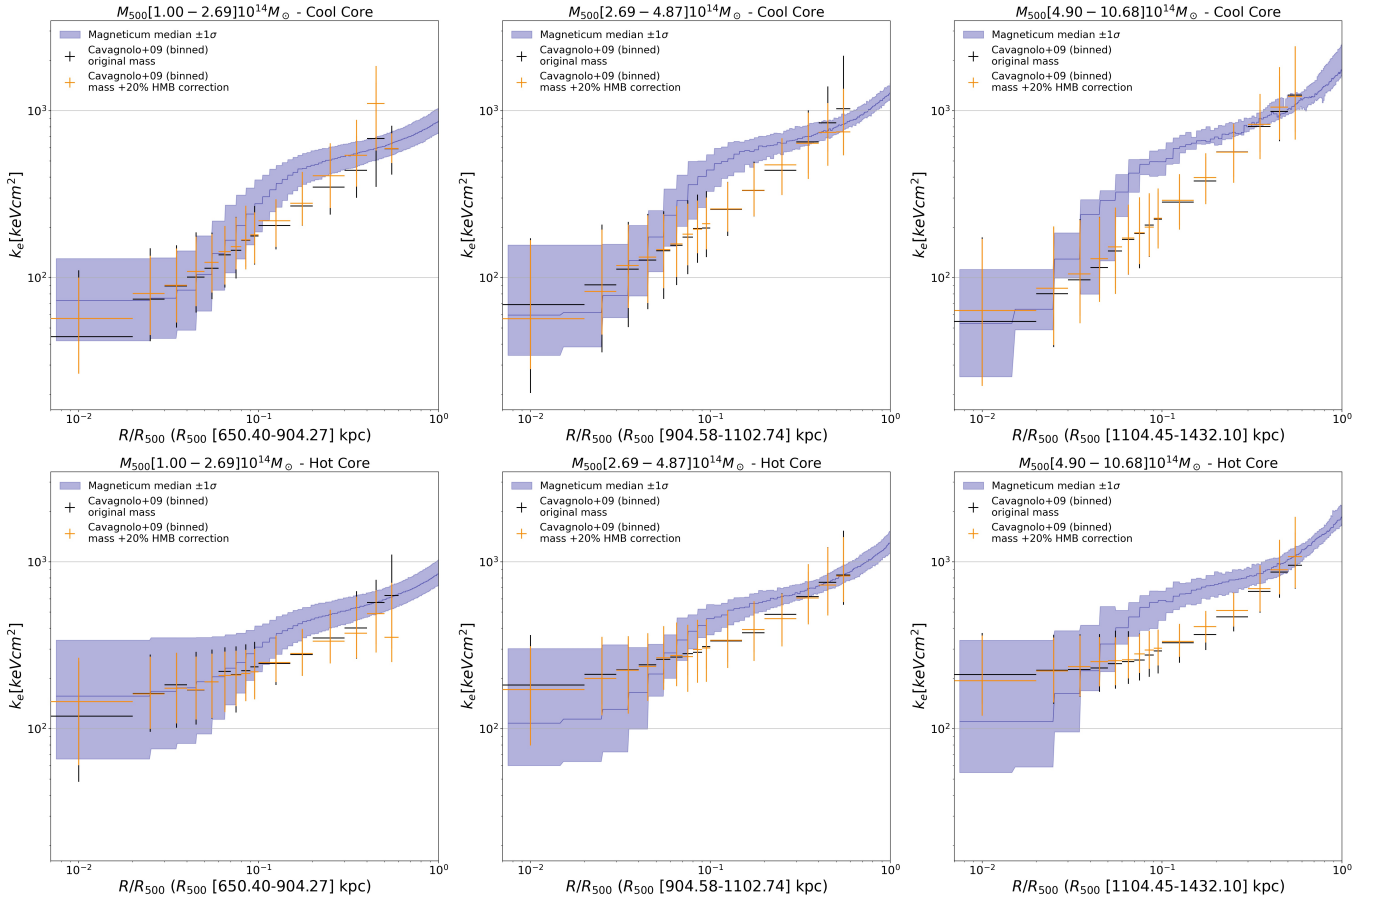 M500[1.00 − 2.69]10^14 M⊙ - Cool Core
Magneticum median ±1σ
Cavagnolo+09 (binned)
original mass
Cavagnolo+09 (binned)
mass +20% HMB correction
10^3
10^2
k_e[keVcm^2]
10^−2 10^−1 10^0
R/R500 (R500 [650.40-904.27] kpc)
M500[2.69 − 4.87]10^14 M⊙ - Cool Core
Magneticum median ±1σ
Cavagnolo+09 (binned)
original mass
Cavagnolo+09 (binned)
mass +20% HMB correction
10^3
10^2
k_e[keVcm^2]
10^−2 10^−1 10^0
R/R500 (R500 [904.58-1102.74] kpc)
M500[4.90 − 10.68]10^14 M⊙ - Cool Core
Magneticum median ±1σ
Cavagnolo+09 (binned)
original mass
Cavagnolo+09 (binned)
mass +20% HMB correction
10^3
10^2
k_e[keVcm^2]
10^−2 10^−1 10^0
R/R500 (R500 [1104.45-1432.10] kpc)
M500[1.00 − 2.69]10^14 M⊙ - Hot Core
Magneticum median ±1σ
Cavagnolo+09 (binned)
original mass
Cavagnolo+09 (binned)
mass +20% HMB correction
10^3
10^2
k_e[keVcm^2]
10^−2 10^−1 10^0
R/R500 (R500 [650.40-904.27] kpc)
M500[2.69 − 4.87]10^14 M⊙ - Hot Core
Magneticum median ±1σ
Cavagnolo+09 (binned)
original mass
Cavagnolo+09 (binned)
mass +20% HMB correction
10^3
10^2
k_e[keVcm^2]
10^−2 10^−1 10^0
R/R500 (R500 [904.58-1102.74] kpc)
M500[4.90 − 10.68]10^14 M⊙ - Hot Core
Magneticum median ±1σ
Cavagnolo+09 (binned)
original mass
Cavagnolo+09 (binned)
mass +20% HMB correction
10^3
10^2
k_e[keVcm^2]
10^−2 10^−1 10^0
R/R500 (R500 [1104.45-1432.10] kpc)